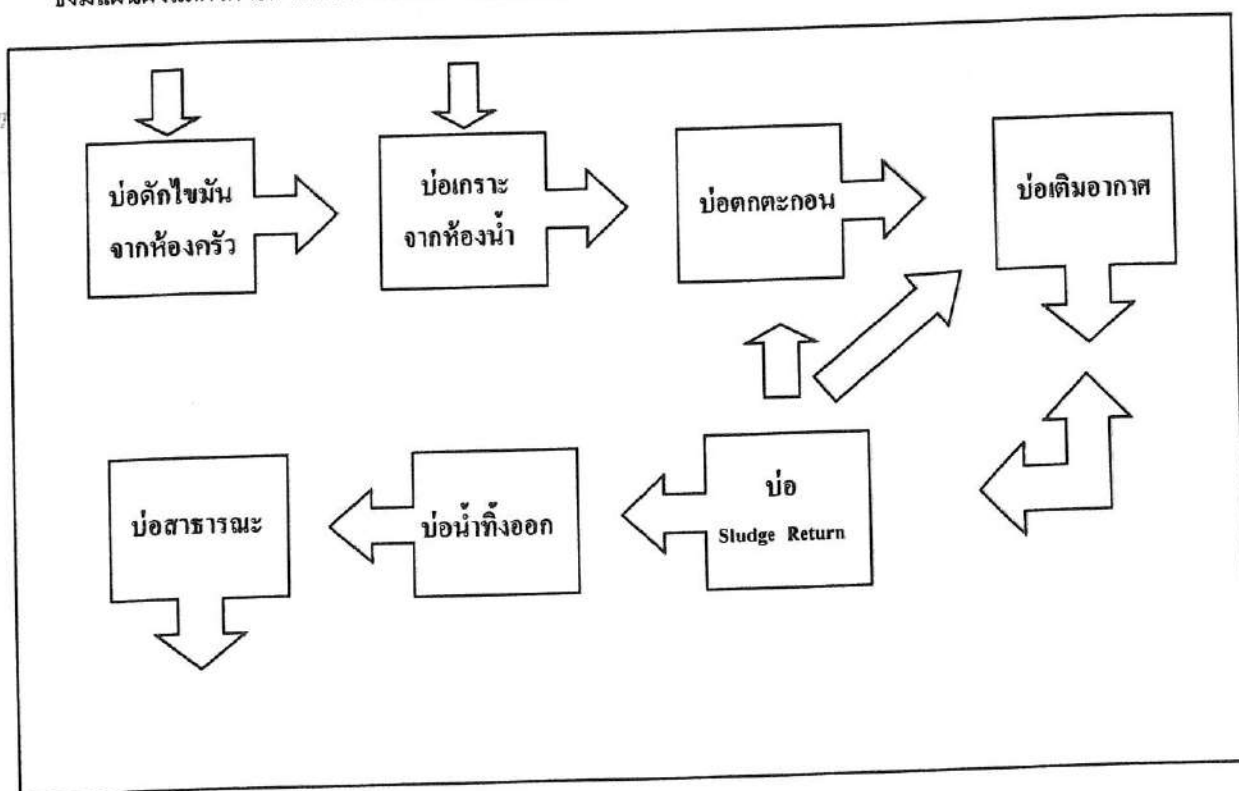 บ่อดักไขมัน
จากห้องครัว
บ่อเกราะ
จากห้องน้ำ
บ่อตกตะกอน
บ่อเติมอากาศ
บ่อสาธารณะ
บ่อน้ำทิ้งออก
บ่อ
Sludge Return